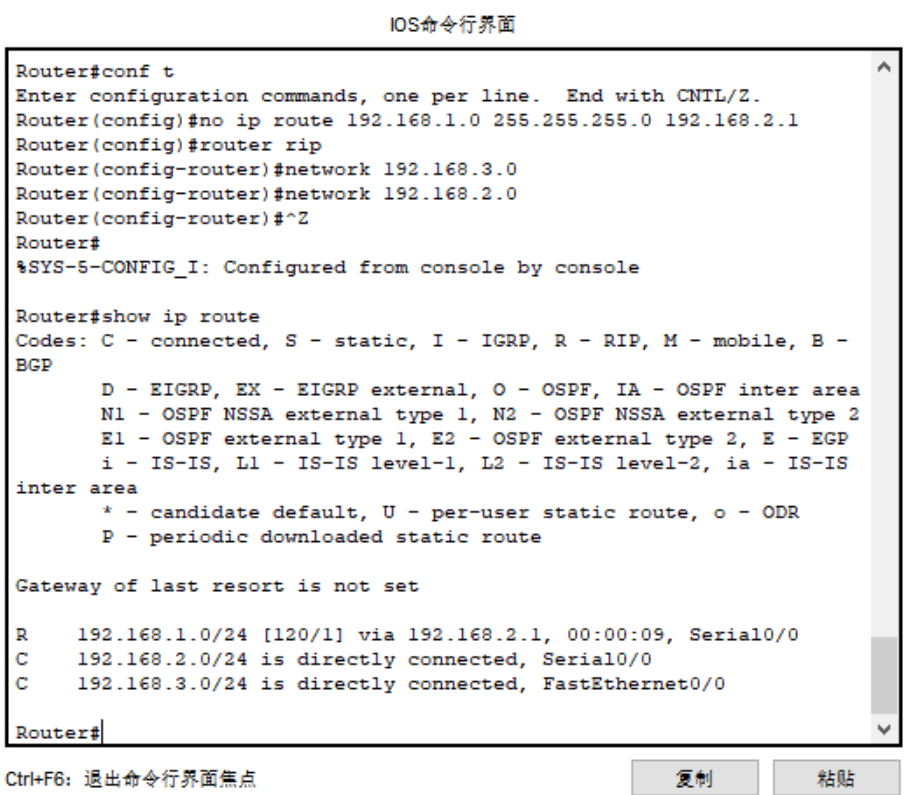 IOS命令行界面
Router#conf t
Enter configuration commands, one per line.  End with CNTL/Z.
Router(config)#no ip route 192.168.1.0 255.255.255.0 192.168.2.1
Router(config)#router rip
Router(config-router)#network 192.168.3.0
Router(config-router)#network 192.168.2.0
Router(config-router)#^Z
Router#
%SYS-5-CONFIG_I: Configured from console by console

Router#show ip route
Codes: C - connected, S - static, I - IGRP, R - RIP, M - mobile, B -
BGP
       D - EIGRP, EX - EIGRP external, O - OSPF, IA - OSPF inter area
       N1 - OSPF NSSA external type 1, N2 - OSPF NSSA external type 2
       E1 - OSPF external type 1, E2 - OSPF external type 2, E - EGP
       i - IS-IS, L1 - IS-IS level-1, L2 - IS-IS level-2, ia - IS-IS
inter area
       * - candidate default, U - per-user static route, o - ODR
       P - periodic downloaded static route

Gateway of last resort is not set

R    192.168.1.0/24 [120/1] via 192.168.2.1, 00:00:09, Serial0/0
C    192.168.2.0/24 is directly connected, Serial0/0
C    192.168.3.0/24 is directly connected, FastEthernet0/0

Router#
Ctrl+F6: 退出命令行界面焦点
复制
粘贴